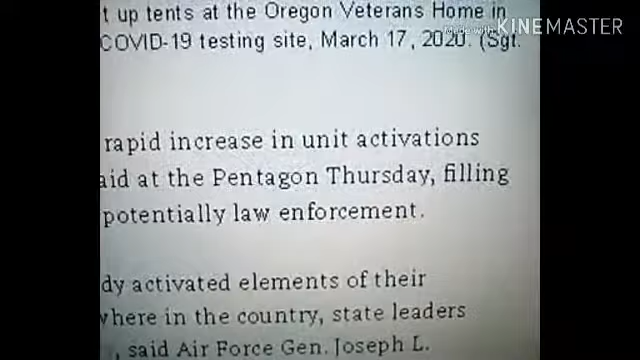 t up tents at the Oregon Veterans Home in
COVID-19 testing site, March 17, 2020. (Sgt.
Made with KINEMASTER
rapid increase in unit activations
aid at the Pentagon Thursday, filling
potentially law enforcement.
dy activated elements of their
where in the country, state leaders
, said Air Force Gen. Joseph L.